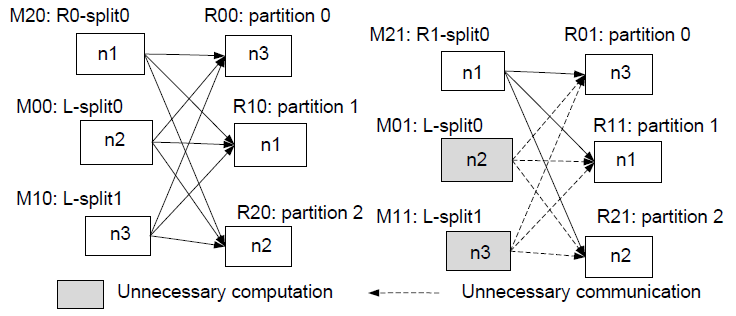 M20: R0-split0
n1
M00: L-split0
n2
M10: L-split1
n3
R00: partition 0
n3
R10: partition 1
n1
R20: partition 2
n2
M21: R1-split0
n1
M01: L-split0
n2
M11: L-split1
n3
R01: partition 0
n3
R11: partition 1
n1
R21: partition 2
n2
Unnecessary computation
Unnecessary communication